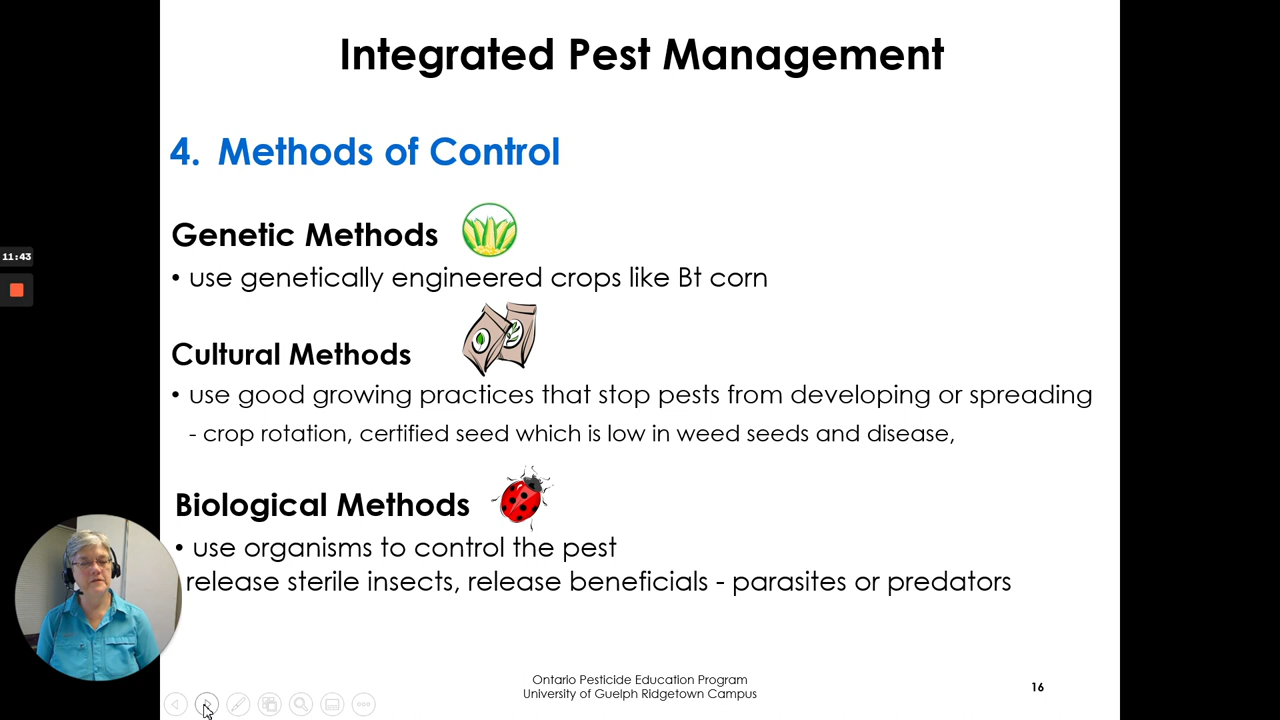 Integrated Pest Management
4. Methods of Control
Genetic Methods
• use genetically engineered crops like Bt corn
Cultural Methods
• use good growing practices that stop pests from developing or spreading
- crop rotation, certified seed which is low in weed seeds and disease,
Biological Methods
• use organisms to control the pest
release sterile insects, release beneficials - parasites or predators
11:43
Ontario Pesticide Education Program
University of Guelph Ridgetown Campus
16